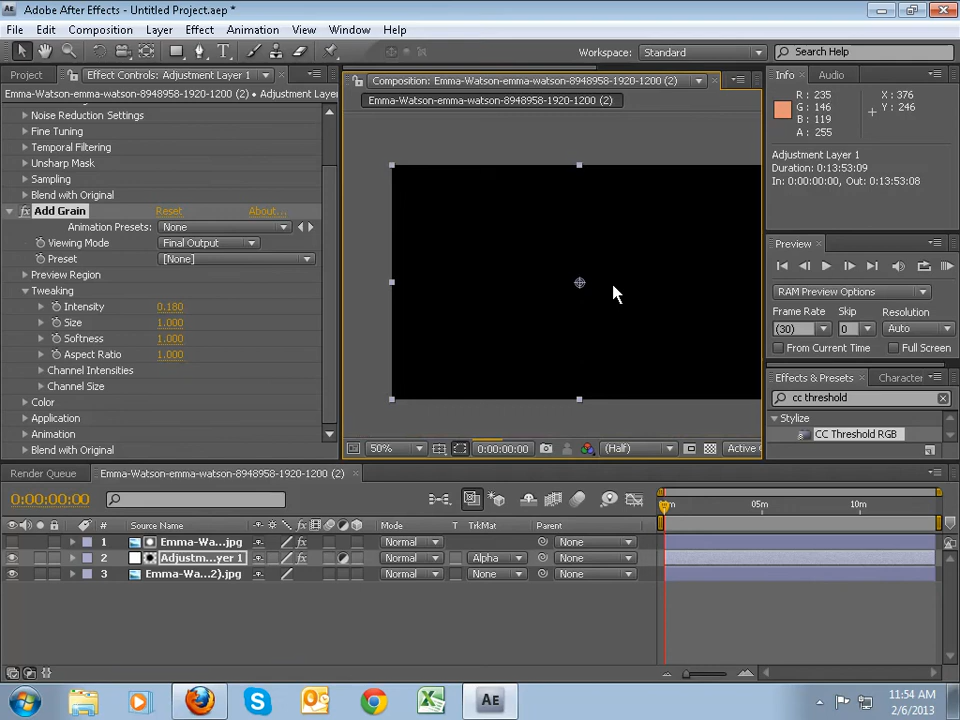 Adobe After Effects - Untitled Project.aep *
File Edit Composition Layer Effect Animation View Window Help
Workspace: Standard Search Help
Project Effect Controls: Adjustment Layer 1
Emma-Watson-emma-watson-8948958-1920-1200 (2) • Adjustment Layer
Noise Reduction Settings
Fine Tuning
Temporal Filtering
Unsharp Mask
Sampling
Blend with Original
Add Grain Reset About...
Animation Presets: None
Viewing Mode Final Output
Preset [None]
Preview Region
Tweaking
Intensity 0.180
Size 1.000
Softness 1.000
Aspect Ratio 1.000
Channel Intensities
Channel Size
Color
Application
Animation
Blend with Original
Composition: Emma-Watson-emma-watson-8948958-1920-1200 (2)
Emma-Watson-emma-watson-8948958-1920-1200 (2)
50% 0:00:00:00 (Half) Active
Info Audio
R: 235 X: 376
G: 146 Y: 246
B: 119
A: 255
Adjustment Layer 1
Duration: 0:13:53:09
In: 0:00:00:00, Out: 0:13:53:08
Preview
RAM Preview Options
Frame Rate Skip Resolution
(30) 0 Auto
From Current Time Full Screen
Effects & Presets Character
cc threshold
Stylize
CC Threshold RGB
Render Queue Emma-Watson-emma-watson-8948958-1920-1200 (2)
0:00:00:00 05m 10m
# Source Name Mode T TrkMat Parent
1 Emma-Wa...jpg Normal None
2 Adjustm...yer 1 Normal Alpha None
3 Emma-Wa...2).jpg Normal None None
AE
11:54 AM
2/6/2013